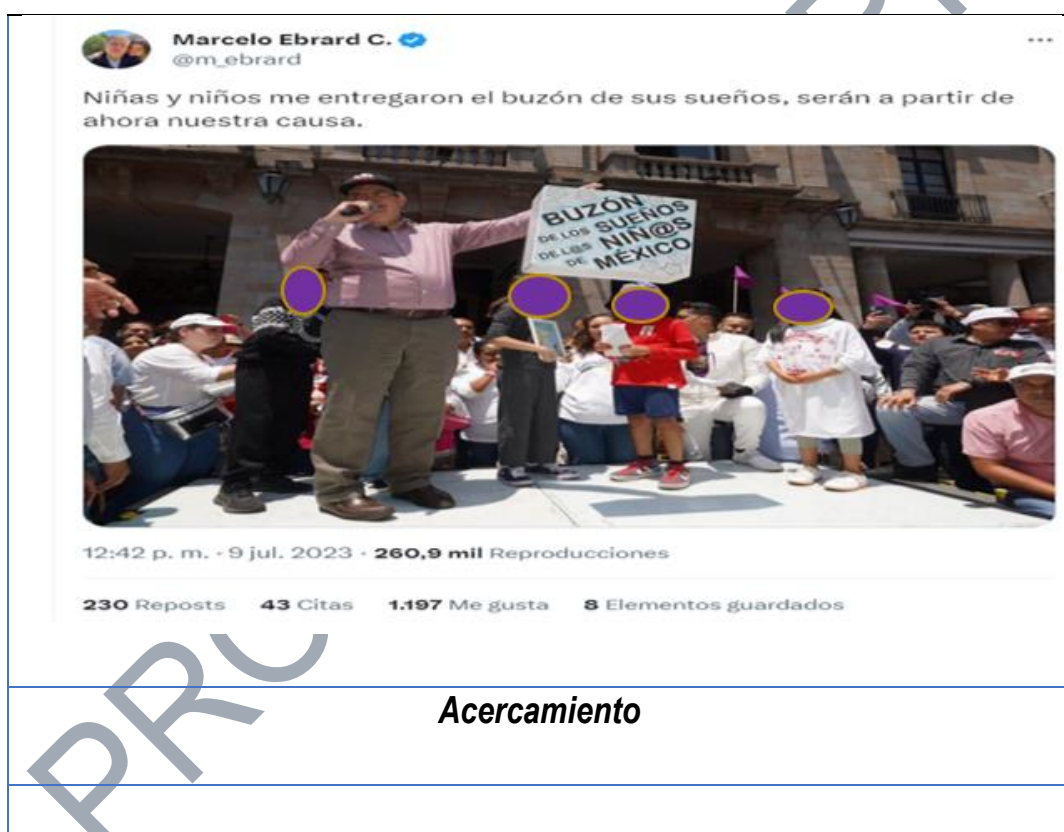 Marcelo Ebrard C.
@m_ebrard
Niñas y niños me entregaron el buzón de sus sueños, serán a partir de
ahora nuestra causa.
BUZÓN
DE LOS SUEÑOS
DE L@S NIÑ@S
DE MÉXICO
12:42 p. m. · 9 jul. 2023 · 260,9 mil Reproducciones
230 Reposts 43 Citas 1.197 Me gusta 8 Elementos guardados
Acercamiento